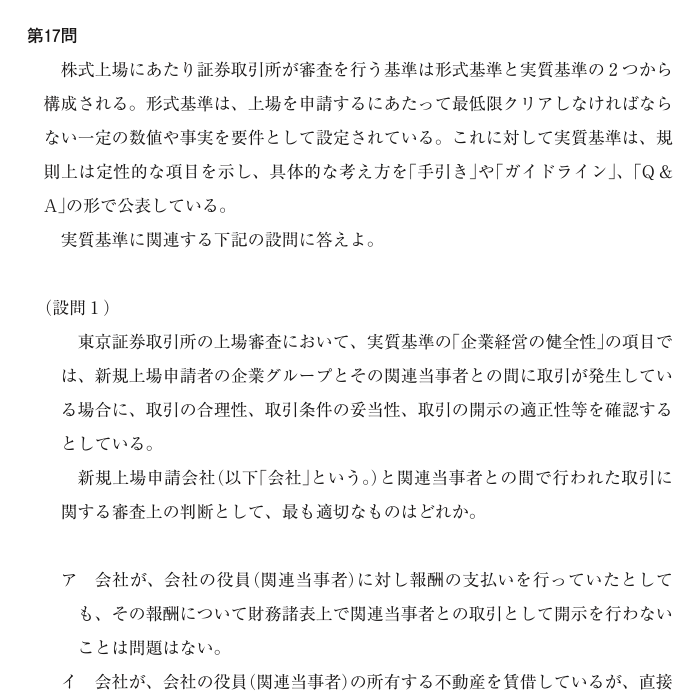 第17問
株式上場にあたり証券取引所が審査を行う基準は形式基準と実質基準の２つから
構成される。形式基準は、上場を申請するにあたって最低限クリアしなければなら
ない一定の数値や事実を要件として設定されている。これに対して実質基準は、規
則上は定性的な項目を示し、具体的な考え方を「手引き」や「ガイドライン」、「Ｑ＆
Ａ」の形で公表している。
実質基準に関連する下記の設問に答えよ。
（設問１）
東京証券取引所の上場審査において、実質基準の「企業経営の健全性」の項目で
は、新規上場申請者の企業グループとその関連当事者との間に取引が発生してい
る場合に、取引の合理性、取引条件の妥当性、取引の開示の適正性等を確認する
としている。
新規上場申請会社（以下「会社」という。）と関連当事者との間で行われた取引に
関する審査上の判断として、最も適切なものはどれか。
ア　会社が、会社の役員（関連当事者）に対し報酬の支払いを行っていたとして
も、その報酬について財務諸表上で関連当事者との取引として開示を行わない
ことは問題はない。
イ　会社が、会社の役員（関連当事者）の所有する不動産を賃借しているが、直接